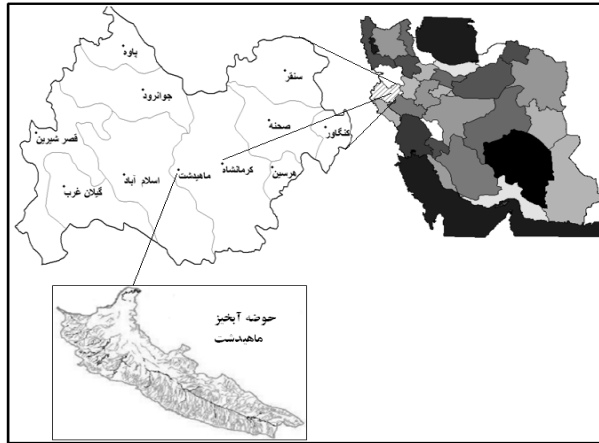 پاوه
سنقر
جوانرود
صحنه
کنگاور
قصر شیرین
هرسین
کرمانشاه
ماهیدشت
اسلام آباد
گیلان غرب
حوضه آبخیز
ماهیدشت